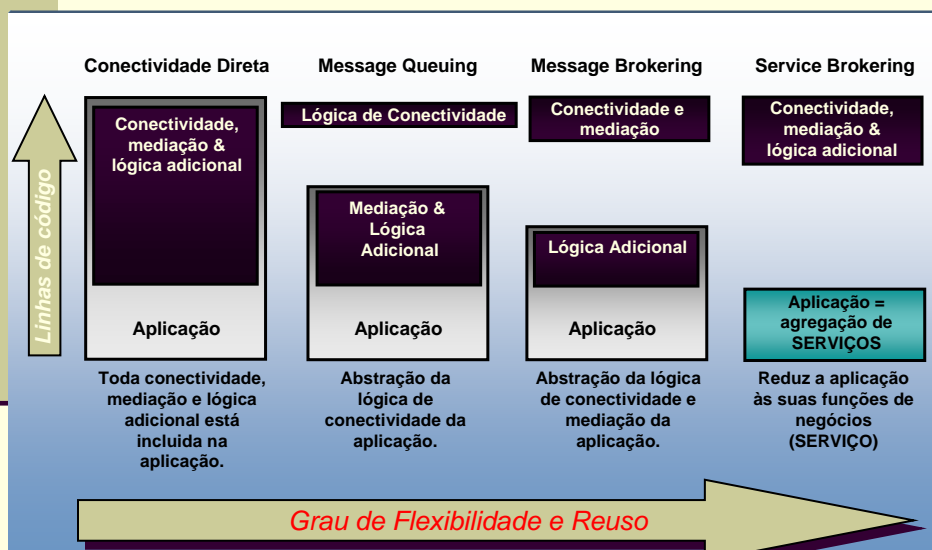 Conectividade Direta
Message Queuing
Message Brokering
Service Brokering
Linhas de código
Conectividade,
mediação &
lógica adicional
Aplicação
Lógica de Conectividade
Mediação &
Lógica
Adicional
Aplicação
Conectividade e
mediação
Lógica Adicional
Aplicação
Conectividade,
mediação &
lógica adicional
Aplicação =
agregação de
SERVIÇOS
Toda conectividade,
mediação e lógica
adicional está
incluida na
aplicação.
Abstração da
lógica de
conectividade da
aplicação.
Abstração da lógica
de conectividade e
mediação da
aplicação.
Reduz a aplicação
às suas funções de
negócios
(SERVIÇO)
Grau de Flexibilidade e Reuso